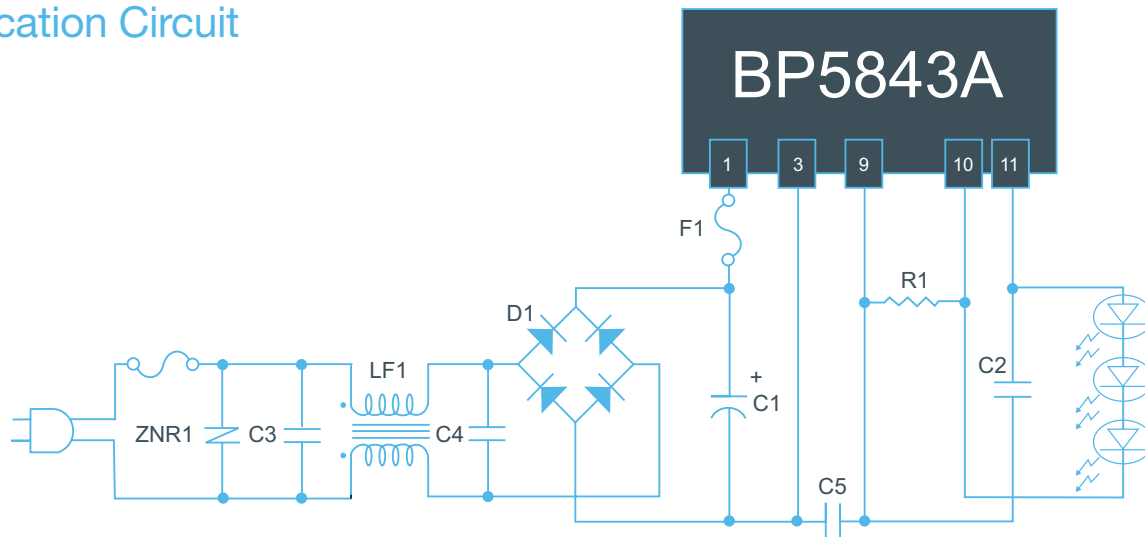 cation Circuit
BP5843A
1 3 9 10 11
F1
R1
D1
LF1
C2
+
C1
ZNR1 C3 C4
C5